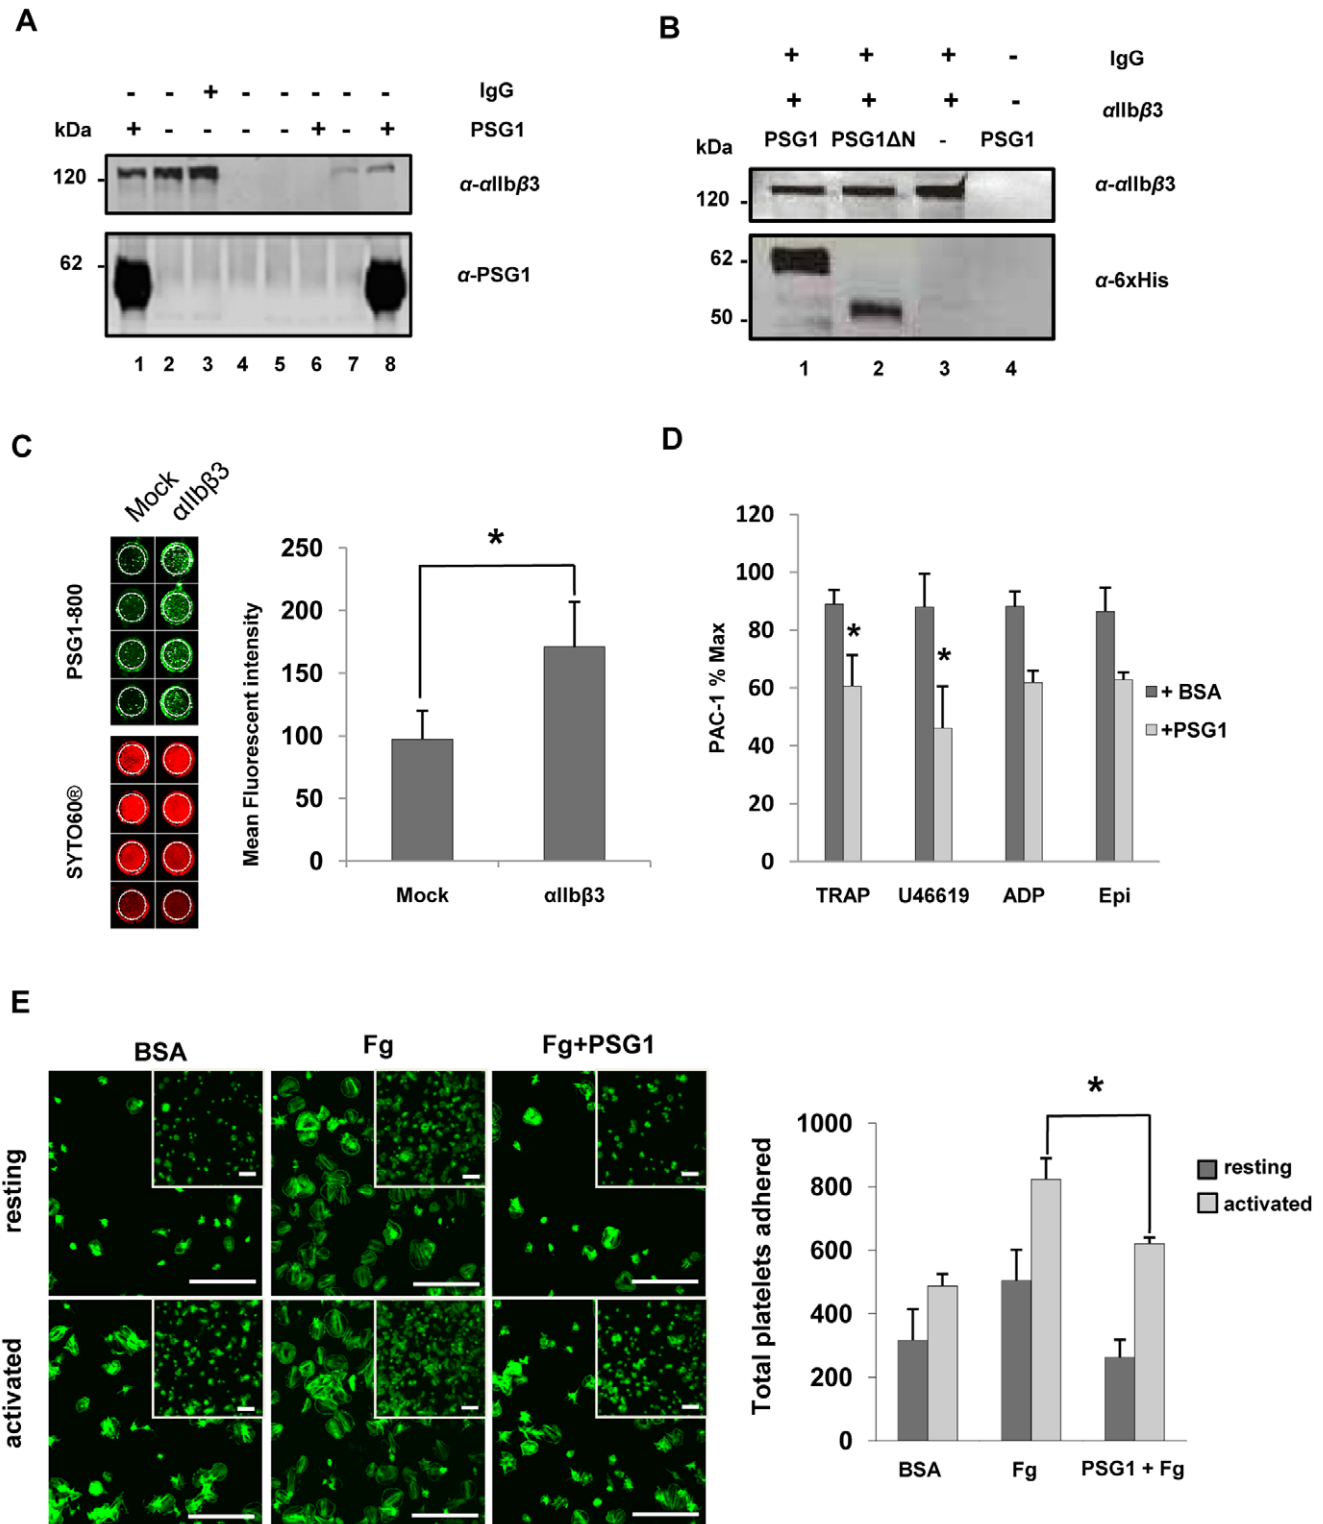 A
- - + - - - - - IgG
kDa + - - - - + - + PSG1
120 α-αIIbβ3
62 α-PSG1
1 2 3 4 5 6 7 8
B
+ + + - IgG
+ + + - αIIbβ3
kDa PSG1 PSG1ΔN - PSG1
120 α-αIIbβ3
62 α-6xHis
50
1 2 3 4
C
Mock αIIbβ3
PSG1-800
SYTO60®
Mean Fluorescent intensity
250
200
150
100
50
0
*
Mock αIIbβ3
D
PAC-1 % Max
120
100
80
60
40
20
0
* *
TRAP U46619 ADP Epi
+ BSA
+PSG1
E
BSA Fg Fg+PSG1
resting
activated
Total platelets adhered
1000
800
600
400
200
0
*
BSA Fg PSG1 + Fg
resting
activated